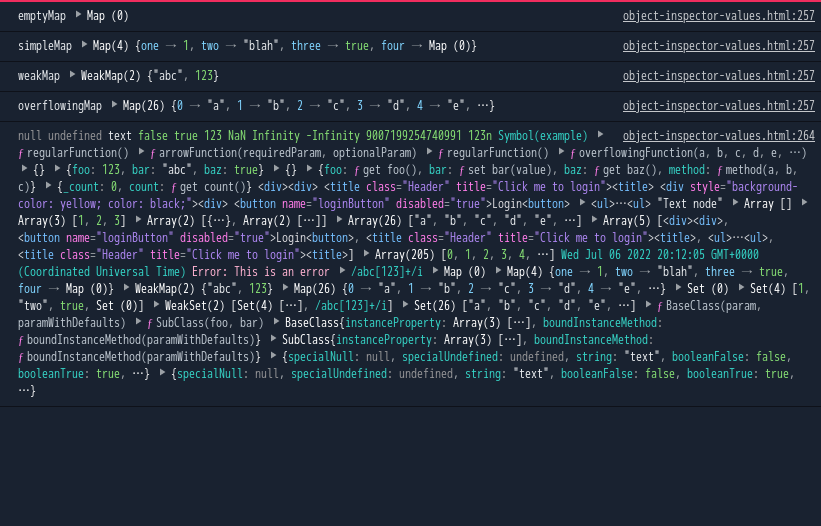 emptyMap ▶ Map (0) object-inspector-values.html:257
simpleMap ▶ Map(4) {one → 1, two → "blah", three → true, four → Map (0)} object-inspector-values.html:257
weakMap ▶ WeakMap(2) {"abc", 123} object-inspector-values.html:257
overflowingMap ▶ Map(26) {0 → "a", 1 → "b", 2 → "c", 3 → "d", 4 → "e", …} object-inspector-values.html:257
null undefined text false true 123 NaN Infinity -Infinity 9007199254740991 123n Symbol(example) ▶ object-inspector-values.html:264
ƒ regularFunction() ▶ ƒ arrowFunction(requiredParam, optionalParam) ▶ ƒ regularFunction() ▶ ƒ overflowingFunction(a, b, c, d, e, …)
▶ {} ▶ {foo: 123, bar: "abc", baz: true} ▶ {} ▶ {foo: ƒ get foo(), bar: ƒ set bar(value), baz: ƒ get baz(), method: ƒ method(a, b,
c)} ▶ {_count: 0, count: ƒ get count()} <div><div> <title class="Header" title="Click me to login"><title> <div style="background-
color: yellow; color: black;"><div> <button name="loginButton" disabled="true">Login<button> ▶ <ul>…<ul> "Text node" ▶ Array [] ▶
Array(3) [1, 2, 3] ▶ Array(2) [{…}, Array(2) […]] ▶ Array(26) ["a", "b", "c", "d", "e", …] ▶ Array(5) [<div><div>,
<button name="loginButton" disabled="true">Login<button>, <title class="Header" title="Click me to login"><title>, <ul>…<ul>,
<title class="Header" title="Click me to login"><title>] ▶ Array(205) [0, 1, 2, 3, 4, …] Wed Jul 06 2022 20:12:05 GMT+0000
(Coordinated Universal Time) Error: This is an error ▶ /abc[123]+/i ▶ Map (0) ▶ Map(4) {one → 1, two → "blah", three → true,
four → Map (0)} ▶ WeakMap(2) {"abc", 123} ▶ Map(26) {0 → "a", 1 → "b", 2 → "c", 3 → "d", 4 → "e", …} ▶ Set (0) ▶ Set(4) [1,
"two", true, Set (0)] ▶ WeakSet(2) [Set(4) […], /abc[123]+/i] ▶ Set(26) ["a", "b", "c", "d", "e", …] ▶ ƒ BaseClass(param,
paramWithDefaults) ▶ ƒ SubClass(foo, bar) ▶ BaseClass{instanceProperty: Array(3) […], boundInstanceMethod:
ƒ boundInstanceMethod(paramWithDefaults)} ▶ SubClass{instanceProperty: Array(3) […], boundInstanceMethod:
ƒ boundInstanceMethod(paramWithDefaults)} ▶ {specialNull: null, specialUndefined: undefined, string: "text", booleanFalse: false,
booleanTrue: true, …} ▶ {specialNull: null, specialUndefined: undefined, string: "text", booleanFalse: false, booleanTrue: true,
…}